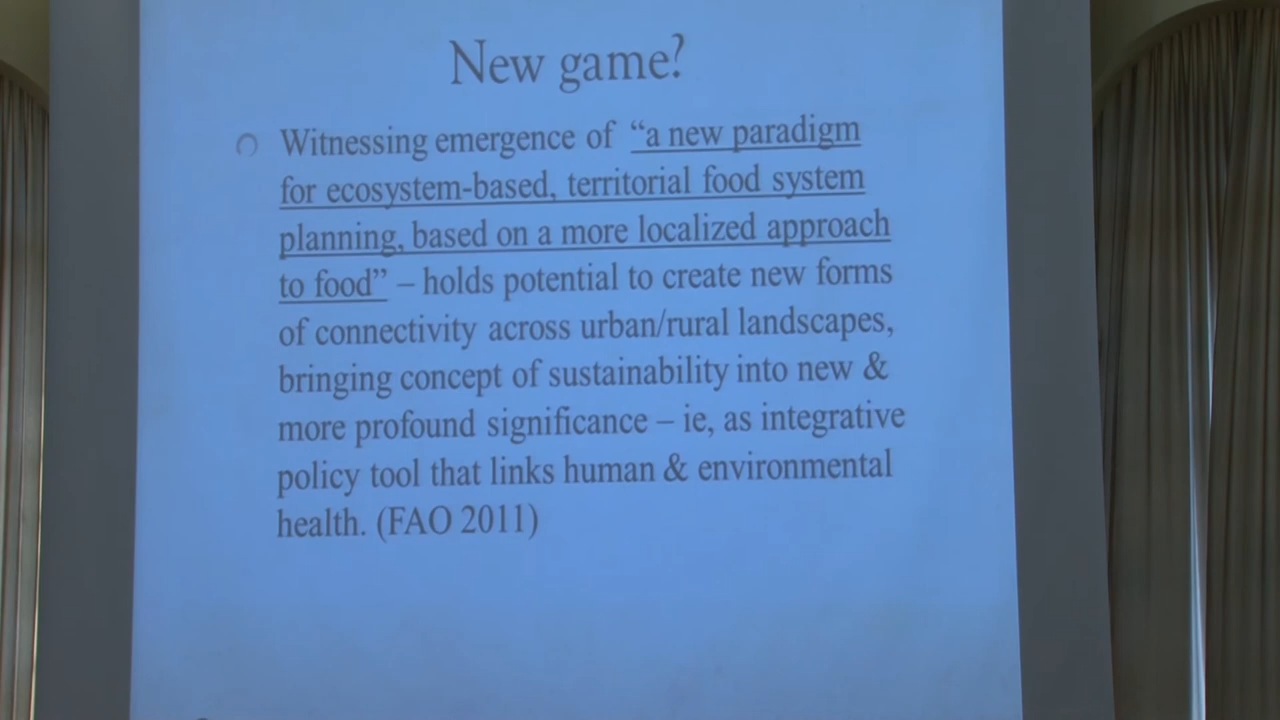 New game?
Witnessing emergence of “a new paradigm
for ecosystem-based, territorial food system
planning, based on a more localized approach
to food” – holds potential to create new forms
of connectivity across urban/rural landscapes,
bringing concept of sustainability into new &
more profound significance – ie, as integrative
policy tool that links human & environmental
health. (FAO 2011)